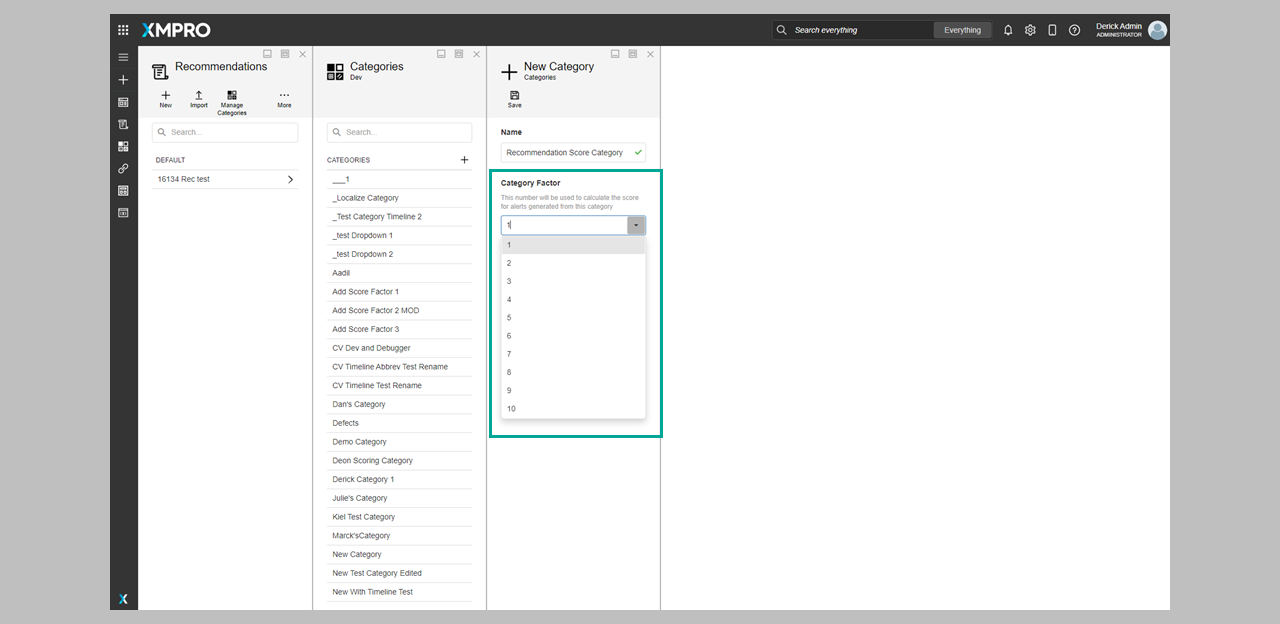 XMPRO
Search everything
Everything
Derick Admin
ADMINISTRATOR
Recommendations
New
Import
Manage
Categories
More
Search...
DEFAULT
16134 Rec test
Categories
Dev
Search...
CATEGORIES
___1
_Localize Category
_Test Category Timeline 2
_test Dropdown 1
_test Dropdown 2
Aadil
Add Score Factor 1
Add Score Factor 2 MOD
Add Score Factor 3
CV Dev and Debugger
CV Timeline Abbrev Test Rename
CV Timeline Test Rename
Dan's Category
Defects
Demo Category
Deon Scoring Category
Derick Category 1
Julie's Category
Kiel Test Category
Marck'sCategory
New Category
New Test Category Edited
New With Timeline Test
New Category
Categories
Save
Name
Recommendation Score Category
Category Factor
This number will be used to calculate the score
for alerts generated from this category
1
1
2
3
4
5
6
7
8
9
10